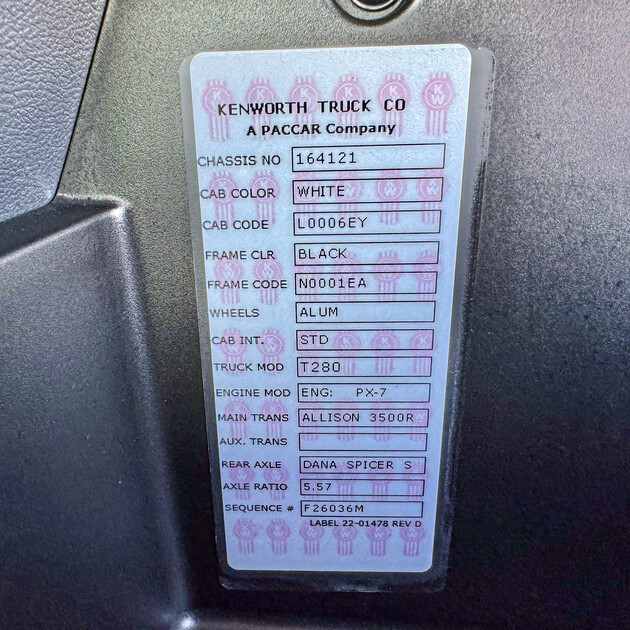 KENWORTH TRUCK CO
A PACCAR Company
CHASSIS NO 164121
CAB COLOR WHITE
CAB CODE L0006EY
FRAME CLR BLACK
FRAME CODE N0001EA
WHEELS ALUM
CAB INT. STD
TRUCK MOD T280
ENGINE MOD ENG: PX-7
MAIN TRANS ALLISON 3500R
AUX. TRANS
REAR AXLE DANA SPICER S
AXLE RATIO 5.57
SEQUENCE # F26036M
LABEL 22-01478 REV D